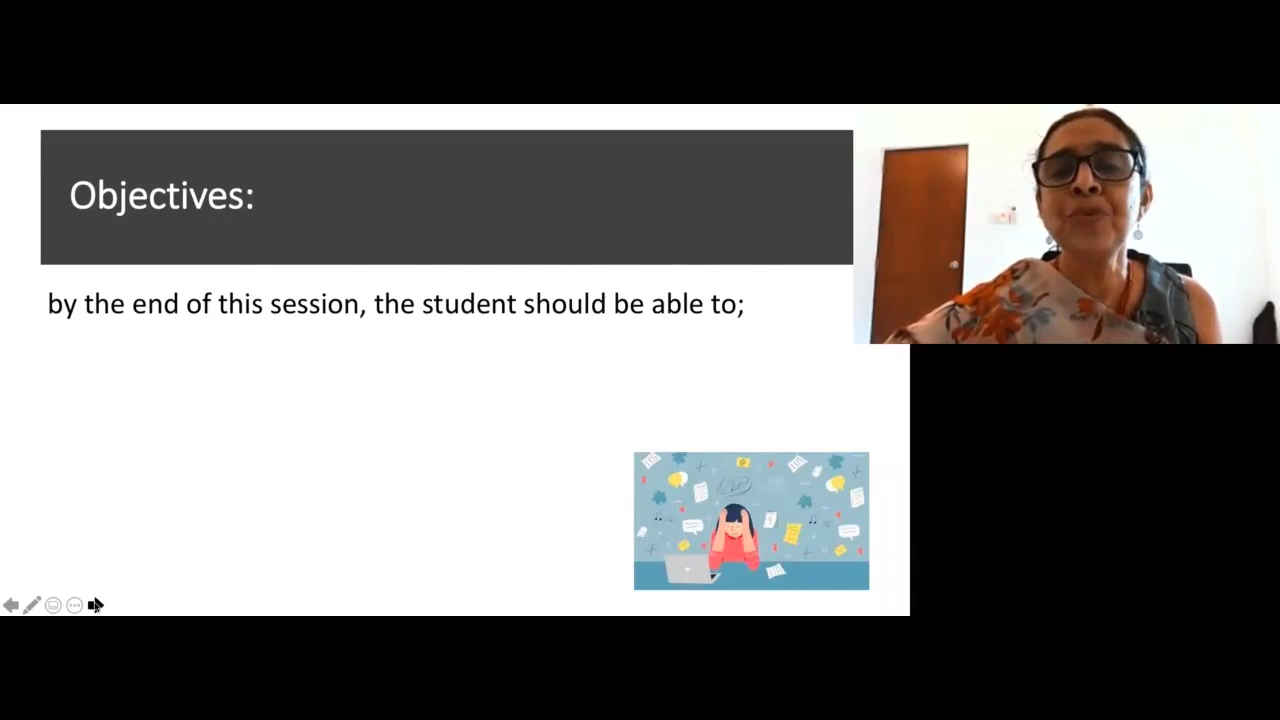 Objectives:
by the end of this session, the student should be able to;